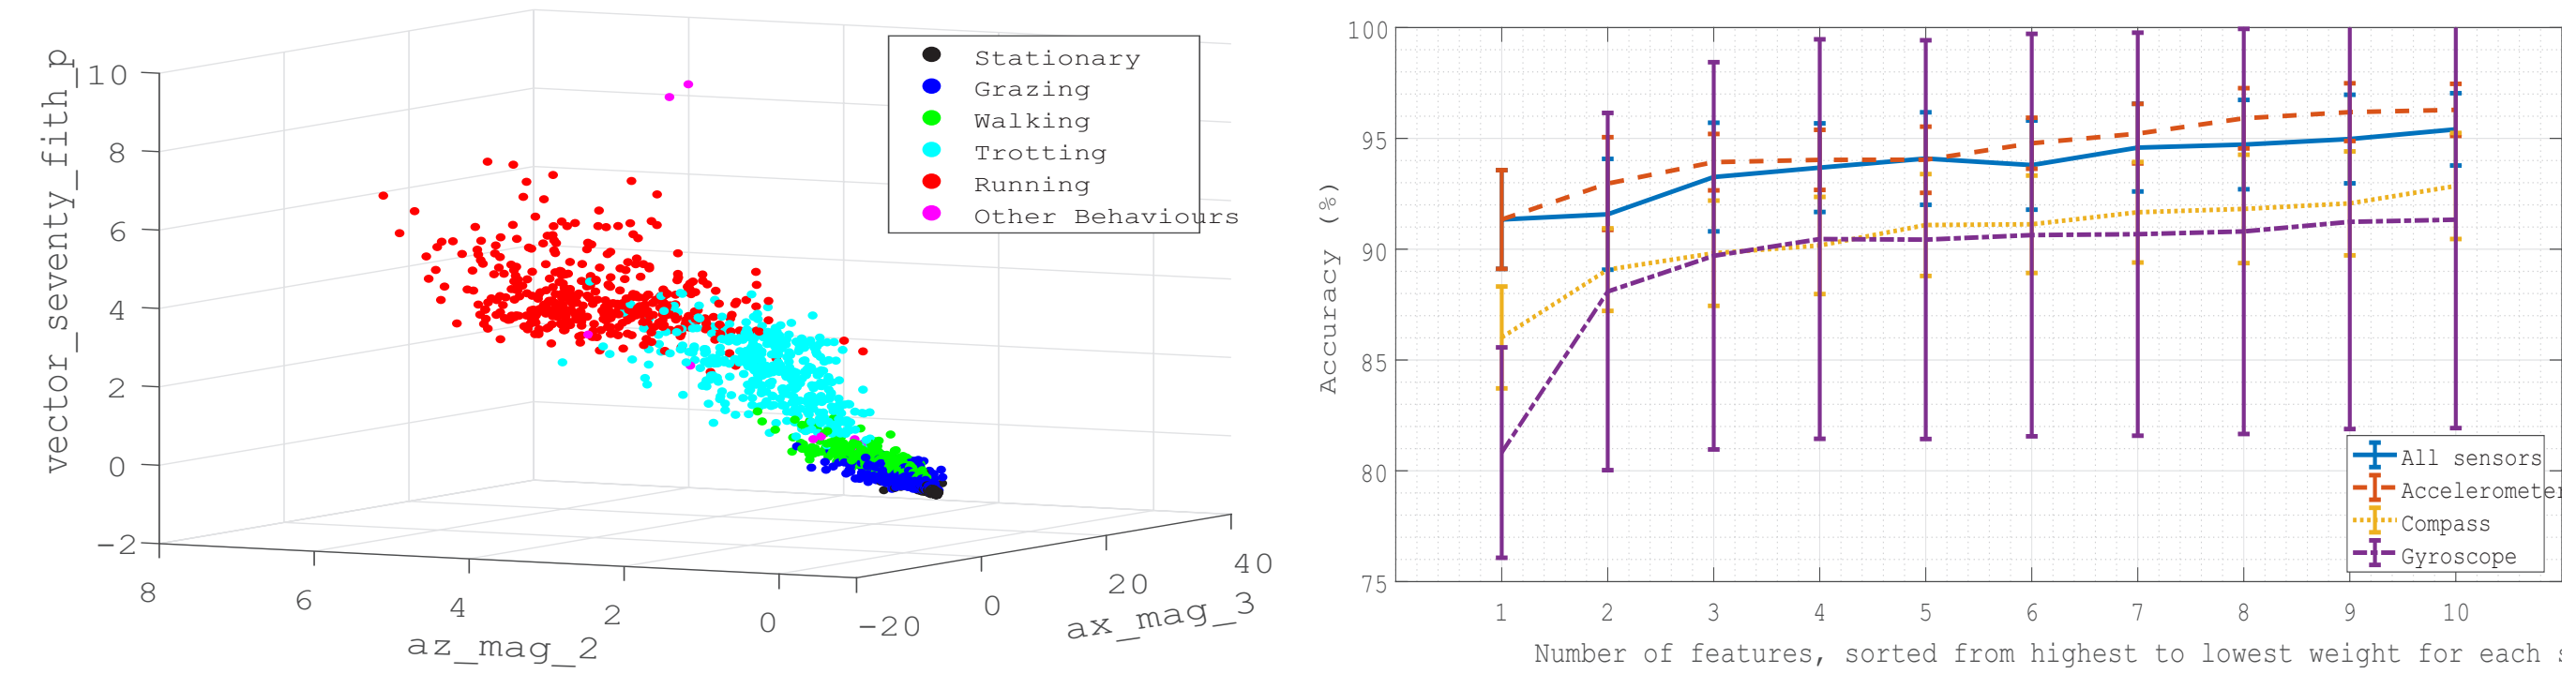 vector_seventy_fith_p
10
8
6
4
2
0
-2
8
6
4
2
0
az_mag_2
-20
0
20
40
ax_mag_3
Stationary
Grazing
Walking
Trotting
Running
Other Behaviours
Accuracy (%)
100
95
90
85
80
75
1 2 3 4 5 6 7 8 9 10
Number of features, sorted from highest to lowest weight for each s
All sensors
Accelerometer
Compass
Gyroscope